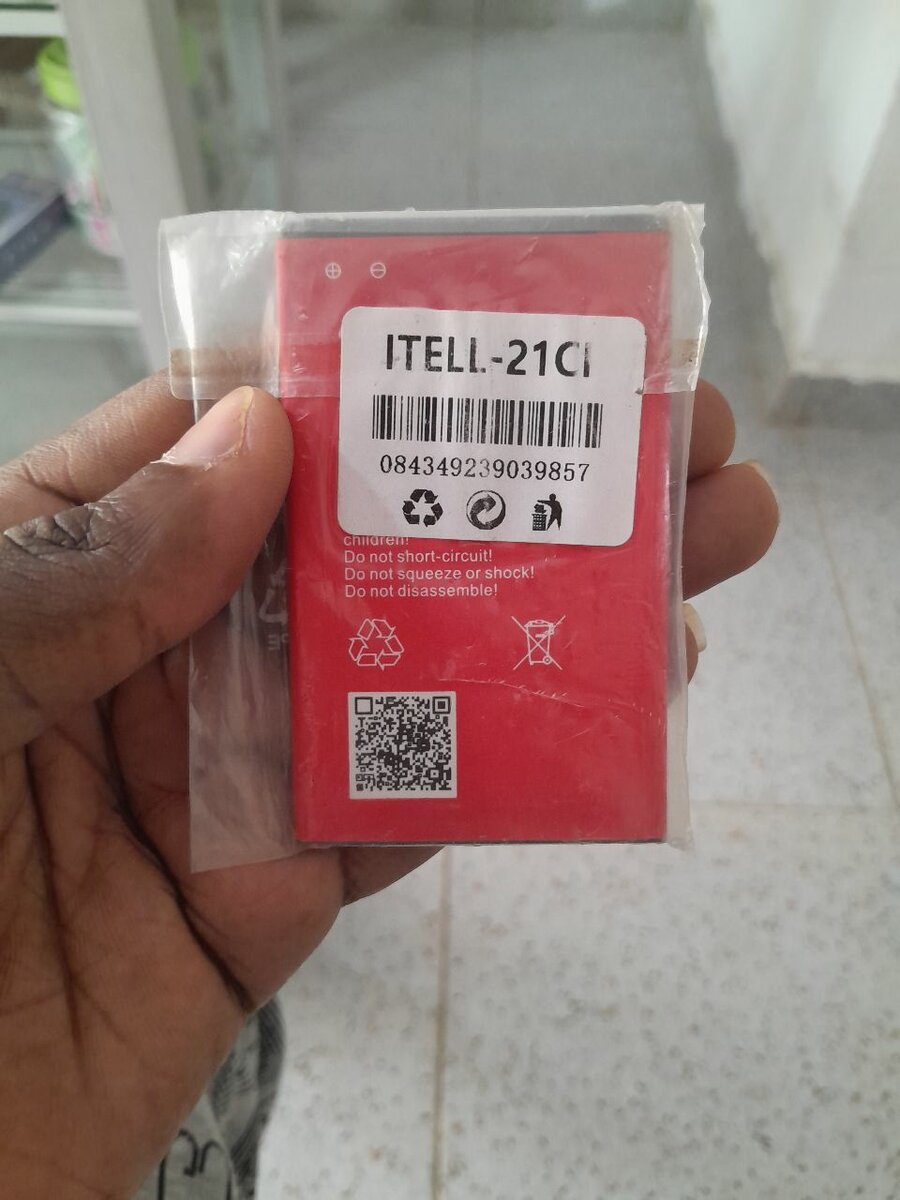 ITELL-21CI
084349239039857
children!
Do not short-circuit!
Do not squeeze or shock!
Do not disassemble!